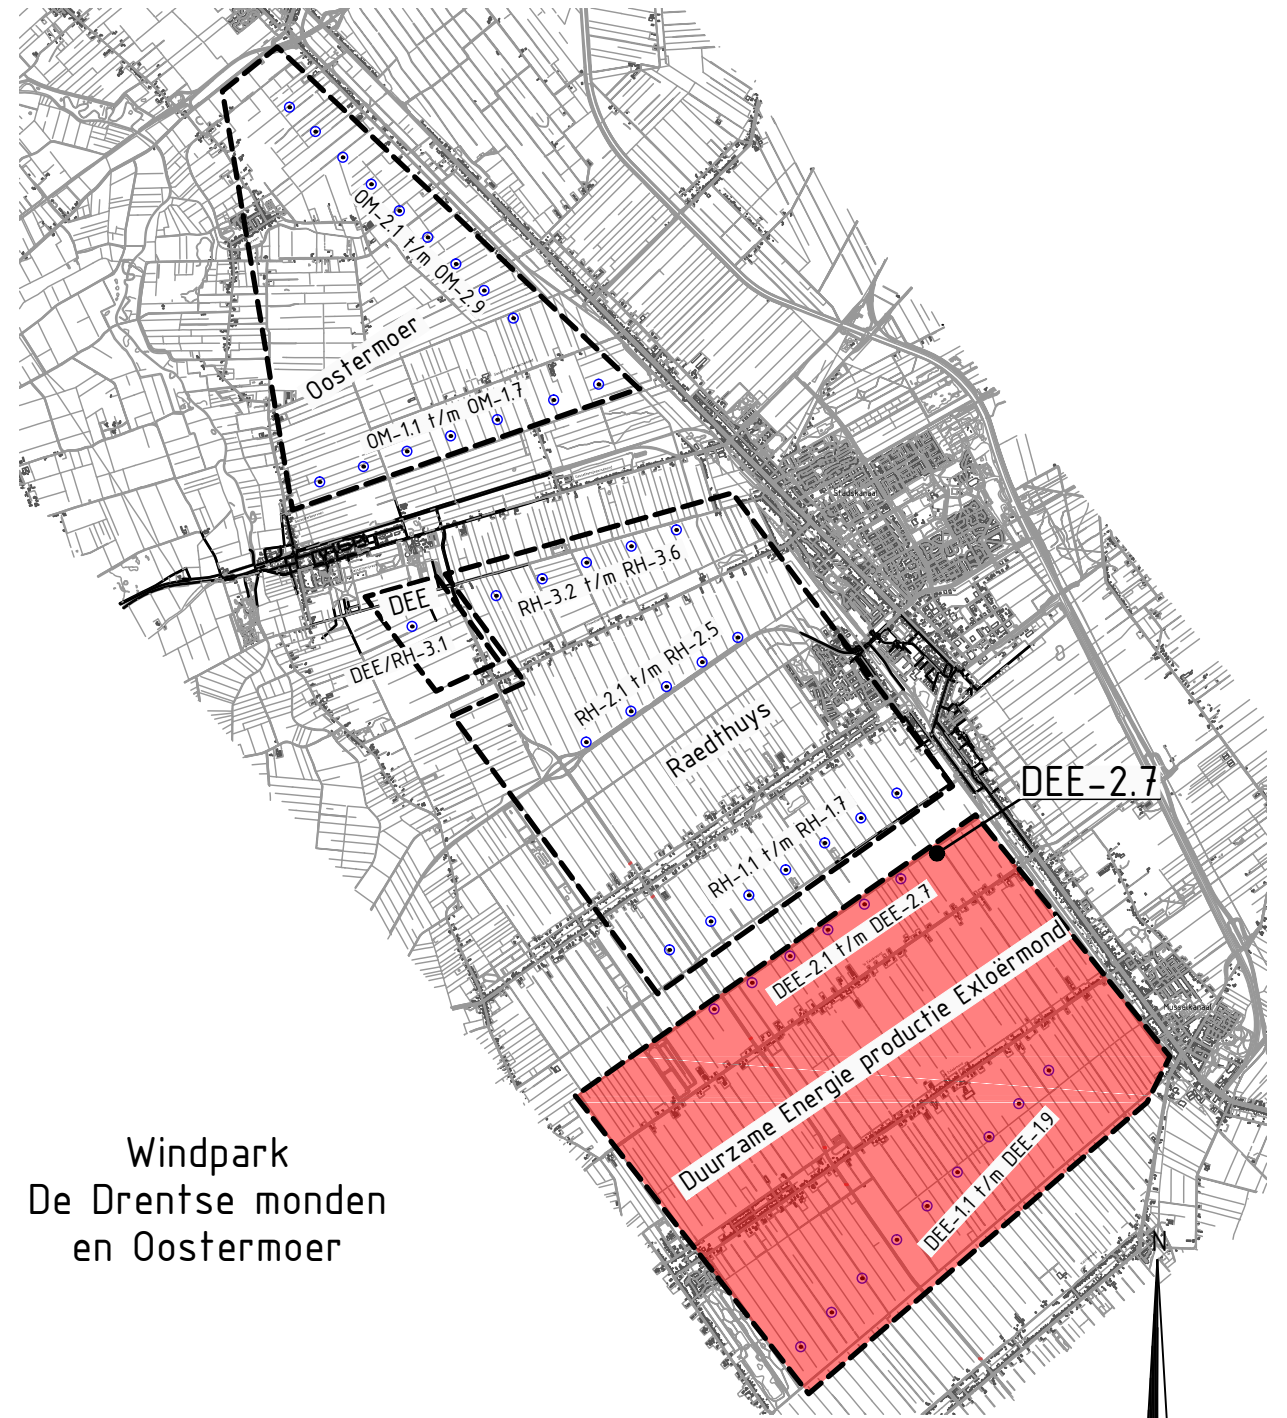 OM-2.1 t/m OM-2.9
Oostermoer
OM-1.1 t/m OM-1.7
Stadskanaal
RH-3.2 t/m RH-3.6
DEE
DEE/RH-3.1
RH-2.1 t/m RH-2.5
Raedthuys
DEE-2.7
RH-1.1 t/m RH-1.7
DEE-2.1 t/m DEE-2.7
Duurzame Energie productie Exloërmond
Musselkanaal
DEE-1.1 t/m DEE-1.9
Windpark
De Drentse monden
en Oostermoer
N